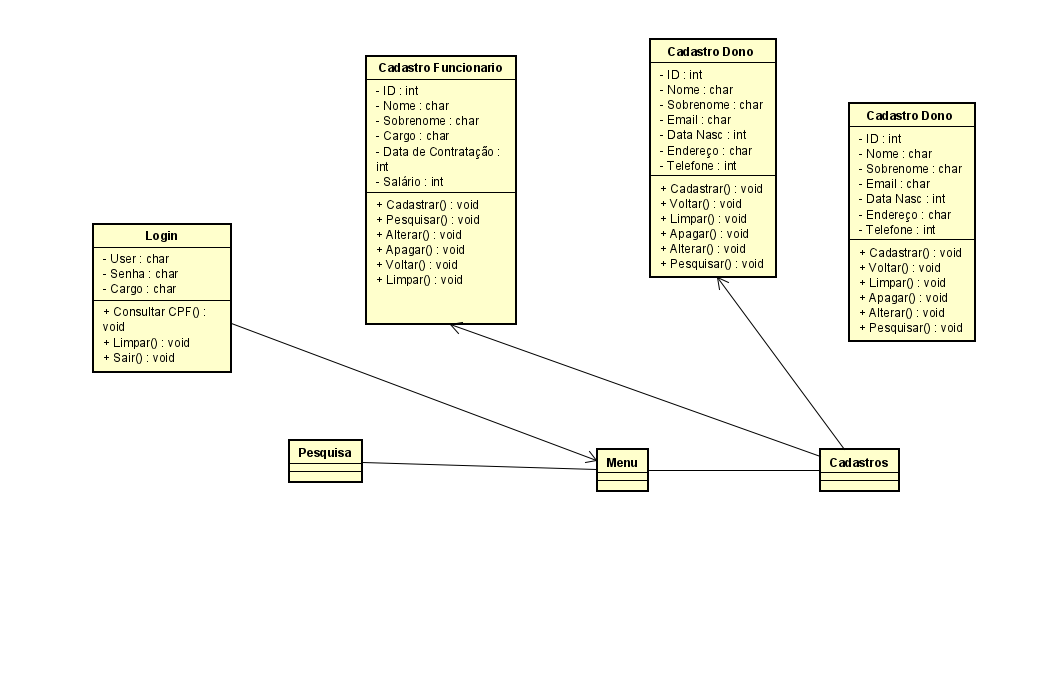 Cadastro Funcionario
- ID : int
- Nome : char
- Sobrenome : char
- Cargo : char
- Data de Contratação :
int
- Salário : int
+ Cadastrar() : void
+ Pesquisar() : void
+ Alterar() : void
+ Apagar() : void
+ Voltar() : void
+ Limpar() : void
Cadastro Dono
- ID : int
- Nome : char
- Sobrenome : char
- Email : char
- Data Nasc : int
- Endereço : char
- Telefone : int
+ Cadastrar() : void
+ Voltar() : void
+ Limpar() : void
+ Apagar() : void
+ Alterar() : void
+ Pesquisar() : void
Cadastro Dono
- ID : int
- Nome : char
- Sobrenome : char
- Email : char
- Data Nasc : int
- Endereço : char
- Telefone : int
+ Cadastrar() : void
+ Voltar() : void
+ Limpar() : void
+ Apagar() : void
+ Alterar() : void
+ Pesquisar() : void
Login
- User : char
- Senha : char
- Cargo : char
+ Consultar CPF() :
void
+ Limpar() : void
+ Sair() : void
Pesquisa
Menu
Cadastros